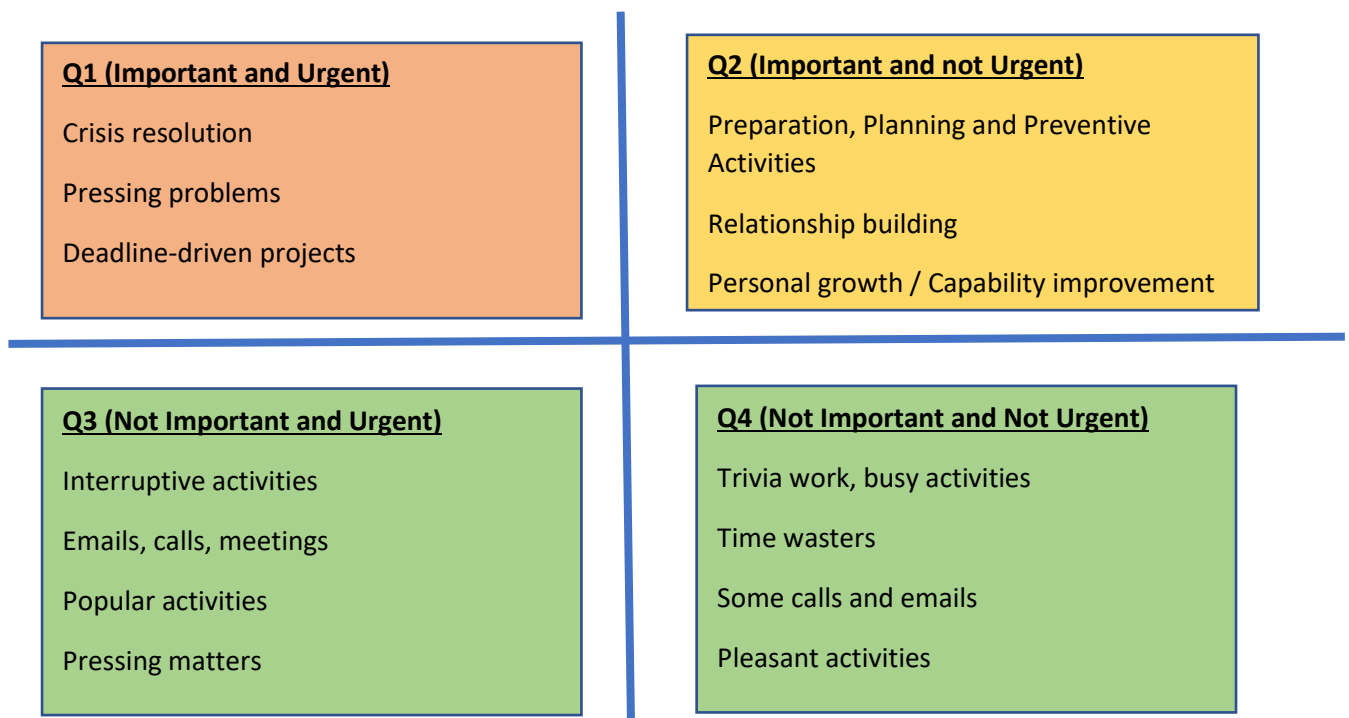 Q1 (Important and Urgent)
Crisis resolution
Pressing problems
Deadline-driven projects
Q2 (Important and not Urgent)
Preparation, Planning and Preventive
Activities
Relationship building
Personal growth / Capability improvement
Q3 (Not Important and Urgent)
Interruptive activities
Emails, calls, meetings
Popular activities
Pressing matters
Q4 (Not Important and Not Urgent)
Trivia work, busy activities
Time wasters
Some calls and emails
Pleasant activities